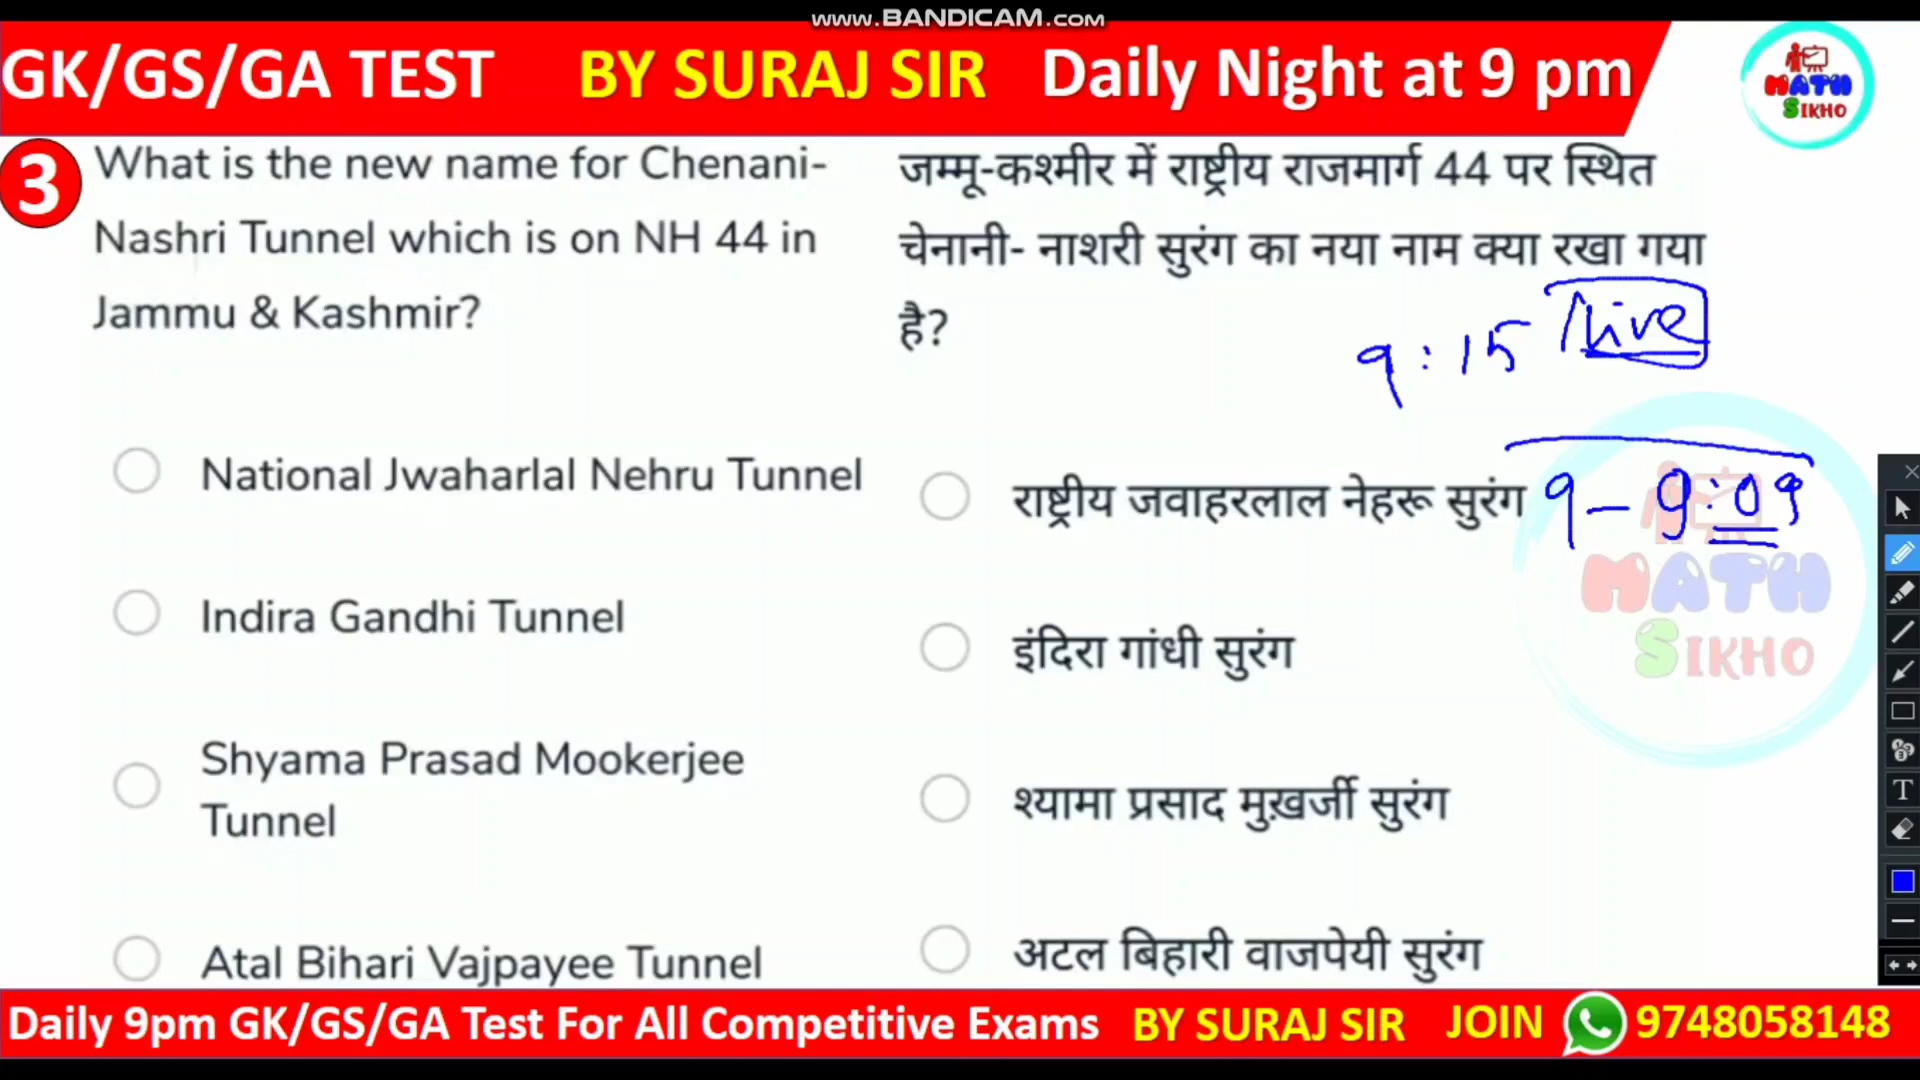 www.BANDICAM.com
GK/GS/GA TEST BY SURAJ SIR Daily Night at 9 pm
MATH
SIKHO
3
What is the new name for Chenani-
Nashri Tunnel which is on NH 44 in
Jammu & Kashmir?
National Jwaharlal Nehru Tunnel
Indira Gandhi Tunnel
Shyama Prasad Mookerjee
Tunnel
Atal Bihari Vajpayee Tunnel
जम्मू-कश्मीर में राष्ट्रीय राजमार्ग 44 पर स्थित
चेनानी- नाशरी सुरंग का नया नाम क्या रखा गया
है?
9:15 live
राष्ट्रीय जवाहरलाल नेहरू सुरंग
9-9:09
इंदिरा गांधी सुरंग
श्यामा प्रसाद मुख़र्जी सुरंग
अटल बिहारी वाजपेयी सुरंग
MATH
SIKHO
T
Daily 9pm GK/GS/GA Test For All Competitive Exams BY SURAJ SIR JOIN 9748058148